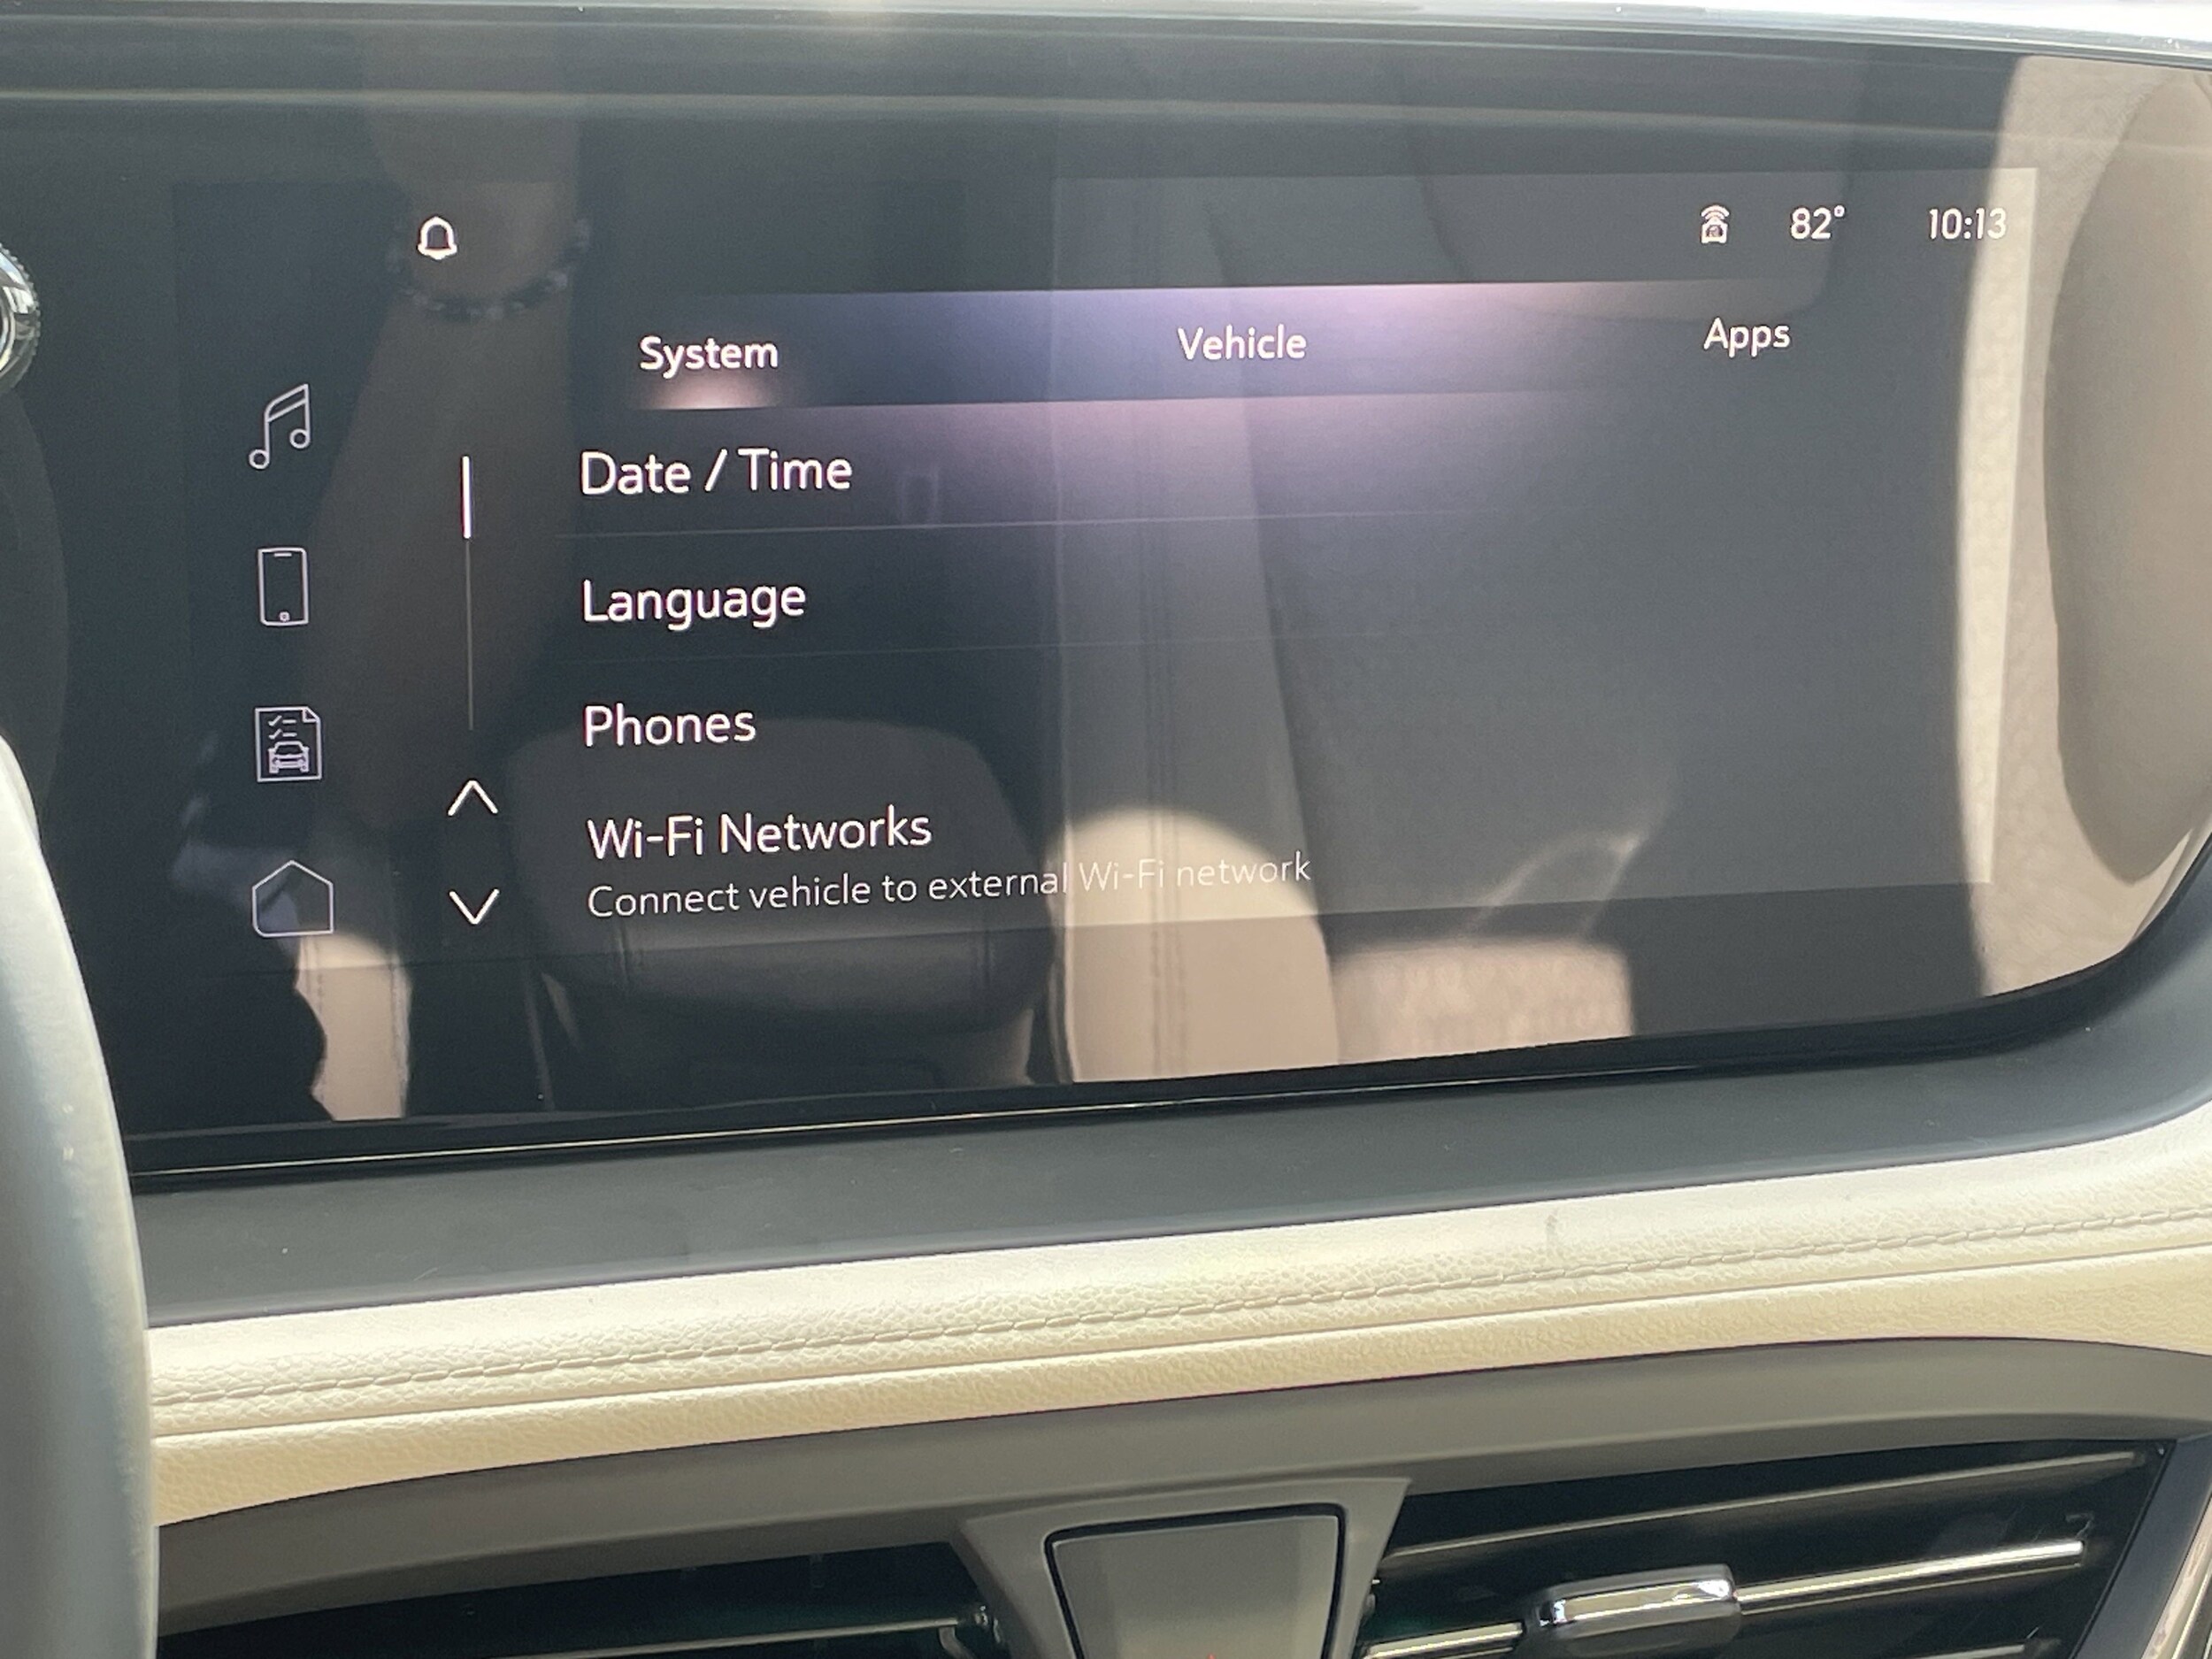 82° 10:13
System Vehicle Apps
Date / Time
Language
Phones
Wi-Fi Networks
Connect vehicle to external Wi-Fi network